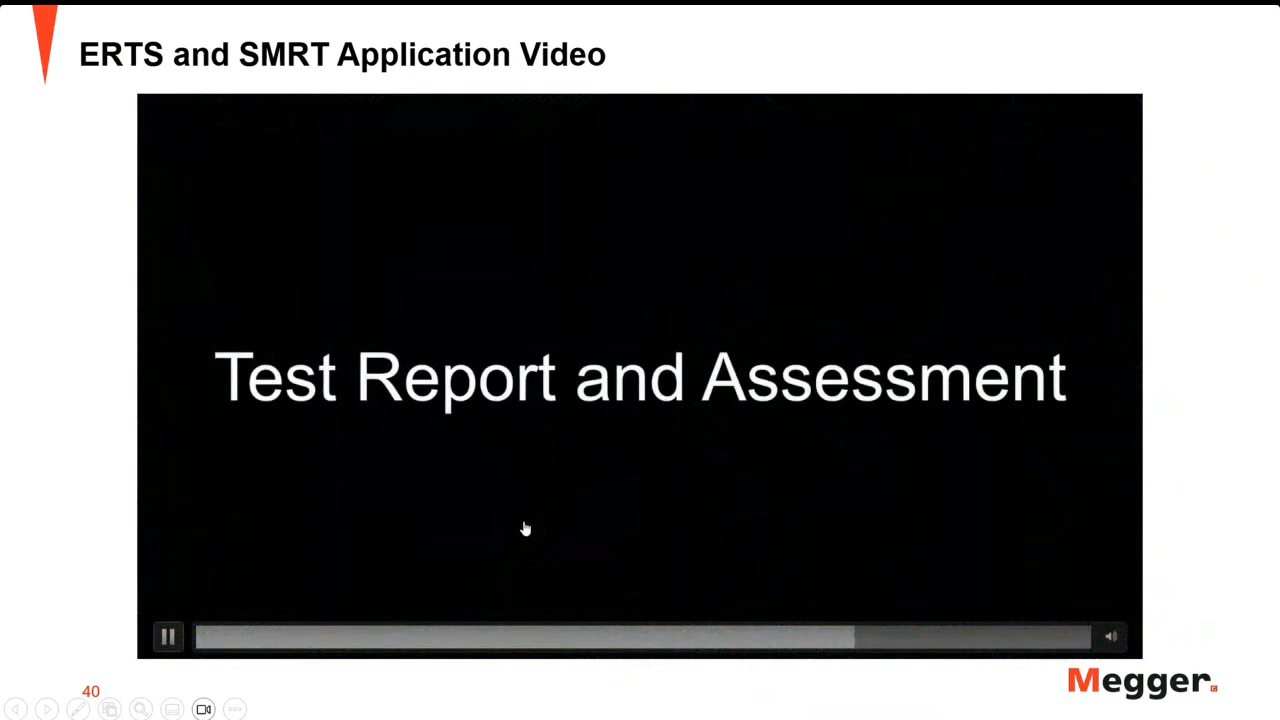 ERTS and SMRT Application Video
Test Report and Assessment
40
Megger